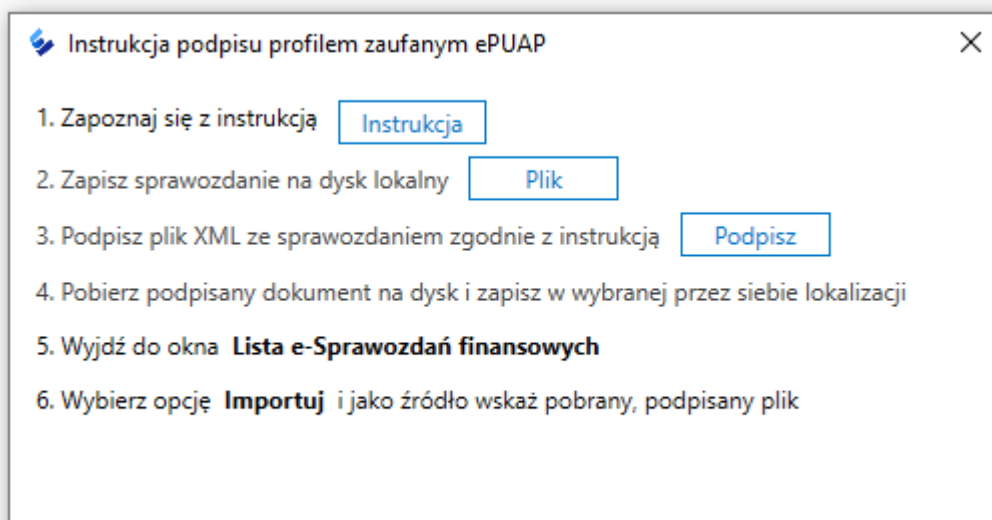 Instrukcja podpisu profilem zaufanym ePUAP
1. Zapoznaj się z instrukcją Instrukcja
2. Zapisz sprawozdanie na dysk lokalny Plik
3. Podpisz plik XML ze sprawozdaniem zgodnie z instrukcją Podpisz
4. Pobierz podpisany dokument na dysk i zapisz w wybranej przez siebie lokalizacji
5. Wyjdź do okna Lista e-Sprawozdań finansowych
6. Wybierz opcję Importuj i jako źródło wskaż pobrany, podpisany plik